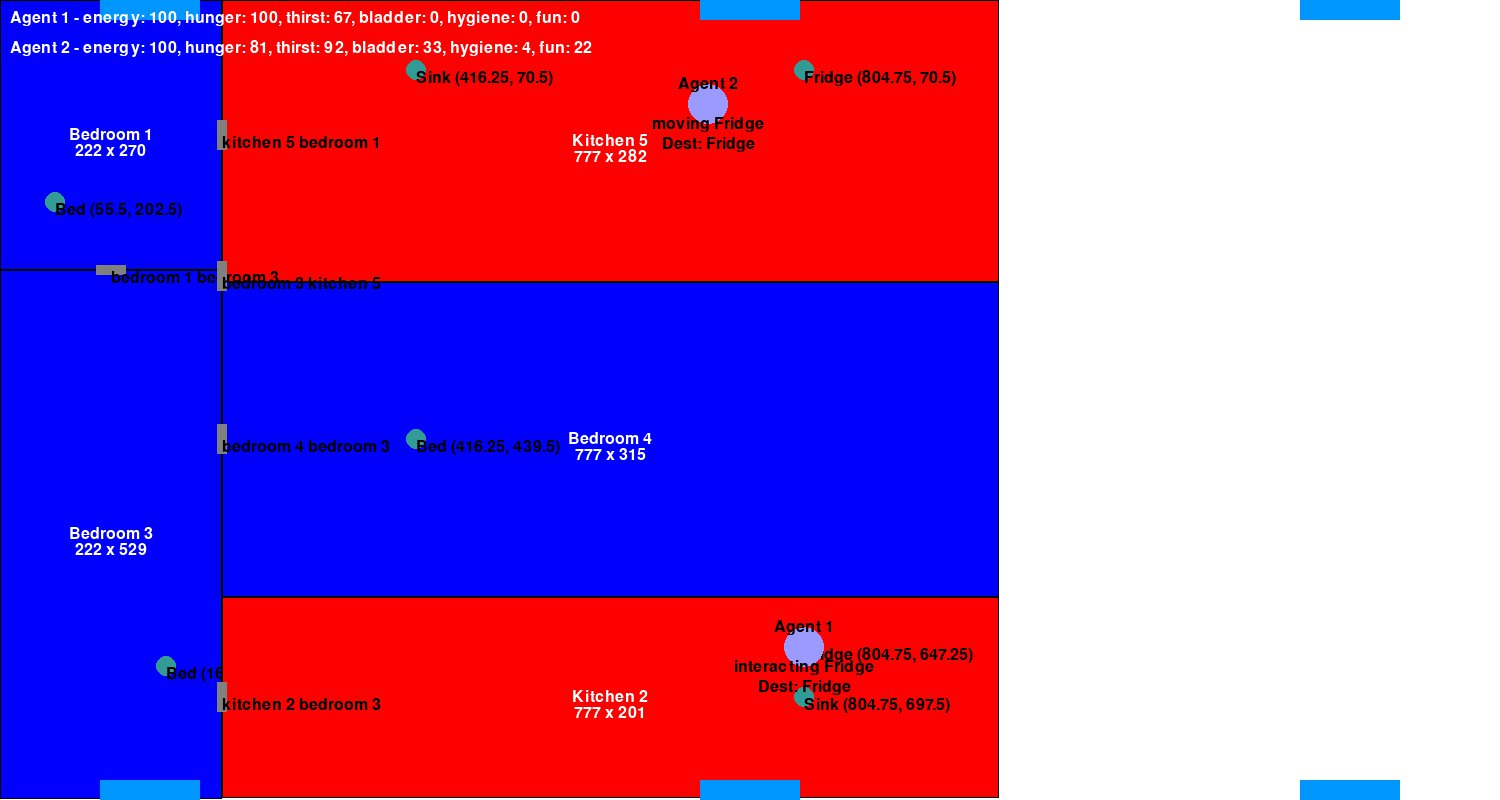 Agent 1 - energy: 100, hunger: 100, thirst: 67, bladder: 0, hygiene: 0, fun: 0
Agent 2 - energy: 100, hunger: 81, thirst: 92, bladder: 33, hygiene: 4, fun: 22
Sink (416.25, 70.5)
Agent 2
Fridge (804.75, 70.5)
moving Fridge
Dest: Fridge
Bedroom 1
222 x 270
kitchen 5 bedroom 1
Kitchen 5
777 x 282
Bed (55.5, 202.5)
bedroom 1 bedroom 3
bedroom 3 kitchen 5
bedroom 4 bedroom 3
Bed (416.25, 439.5)
Bedroom 4
777 x 315
Bedroom 3
222 x 529
Agent 1
(804.75, 647.25)
interacting Fridge
Dest: Fridge
Bed
kitchen 2 bedroom 3
Kitchen 2
777 x 201
Sink (804.75, 697.5)